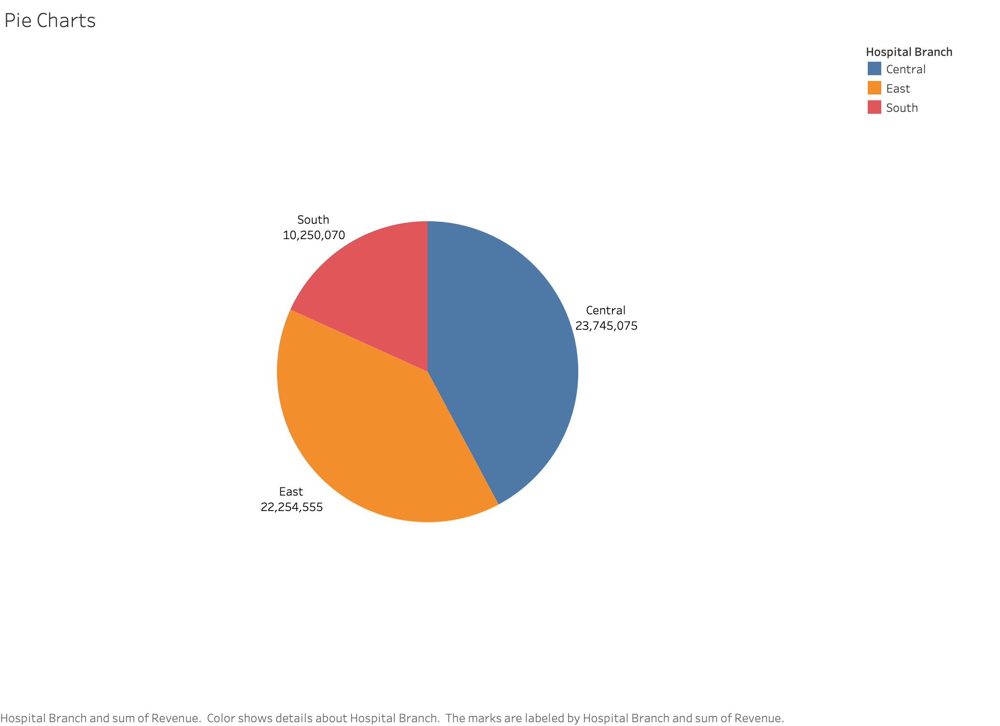 Pie Charts
Hospital Branch
Central
East
South
South
10,250,070
Central
23,745,075
East
22,254,555
Hospital Branch and sum of Revenue.  Color shows details about Hospital Branch.  The marks are labeled by Hospital Branch and sum of Revenue.